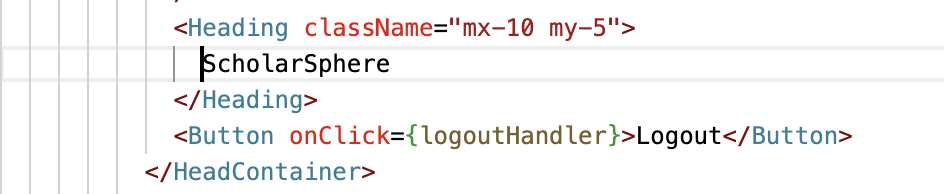 <Heading className="mx-10 my-5">
ScholarSphere
</Heading>
<Button onClick={logoutHandler}>Logout</Button>
</HeadContainer>